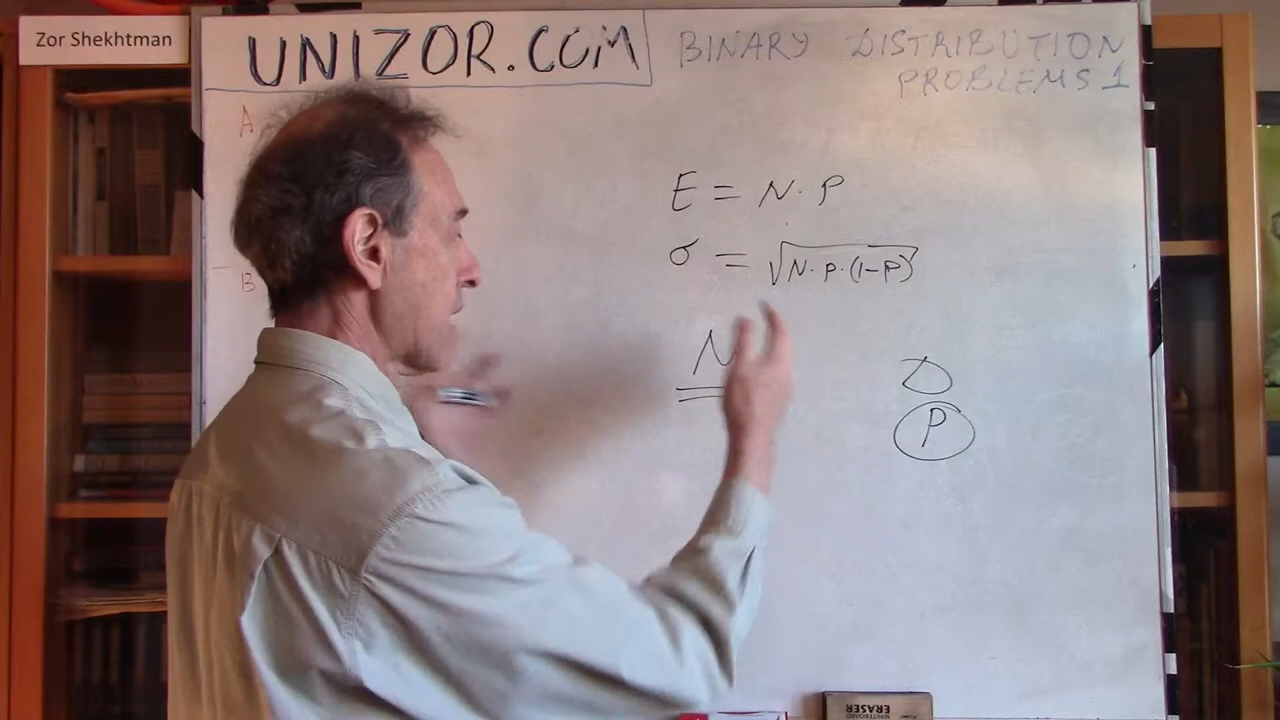 Zor Shekhtman
UNIZOR.COM
BINARY DISTRIBUTION
PROBLEMS 1
A
E = N·P
σ = √N·P·(1-P)
B
N
D
P
ERASER